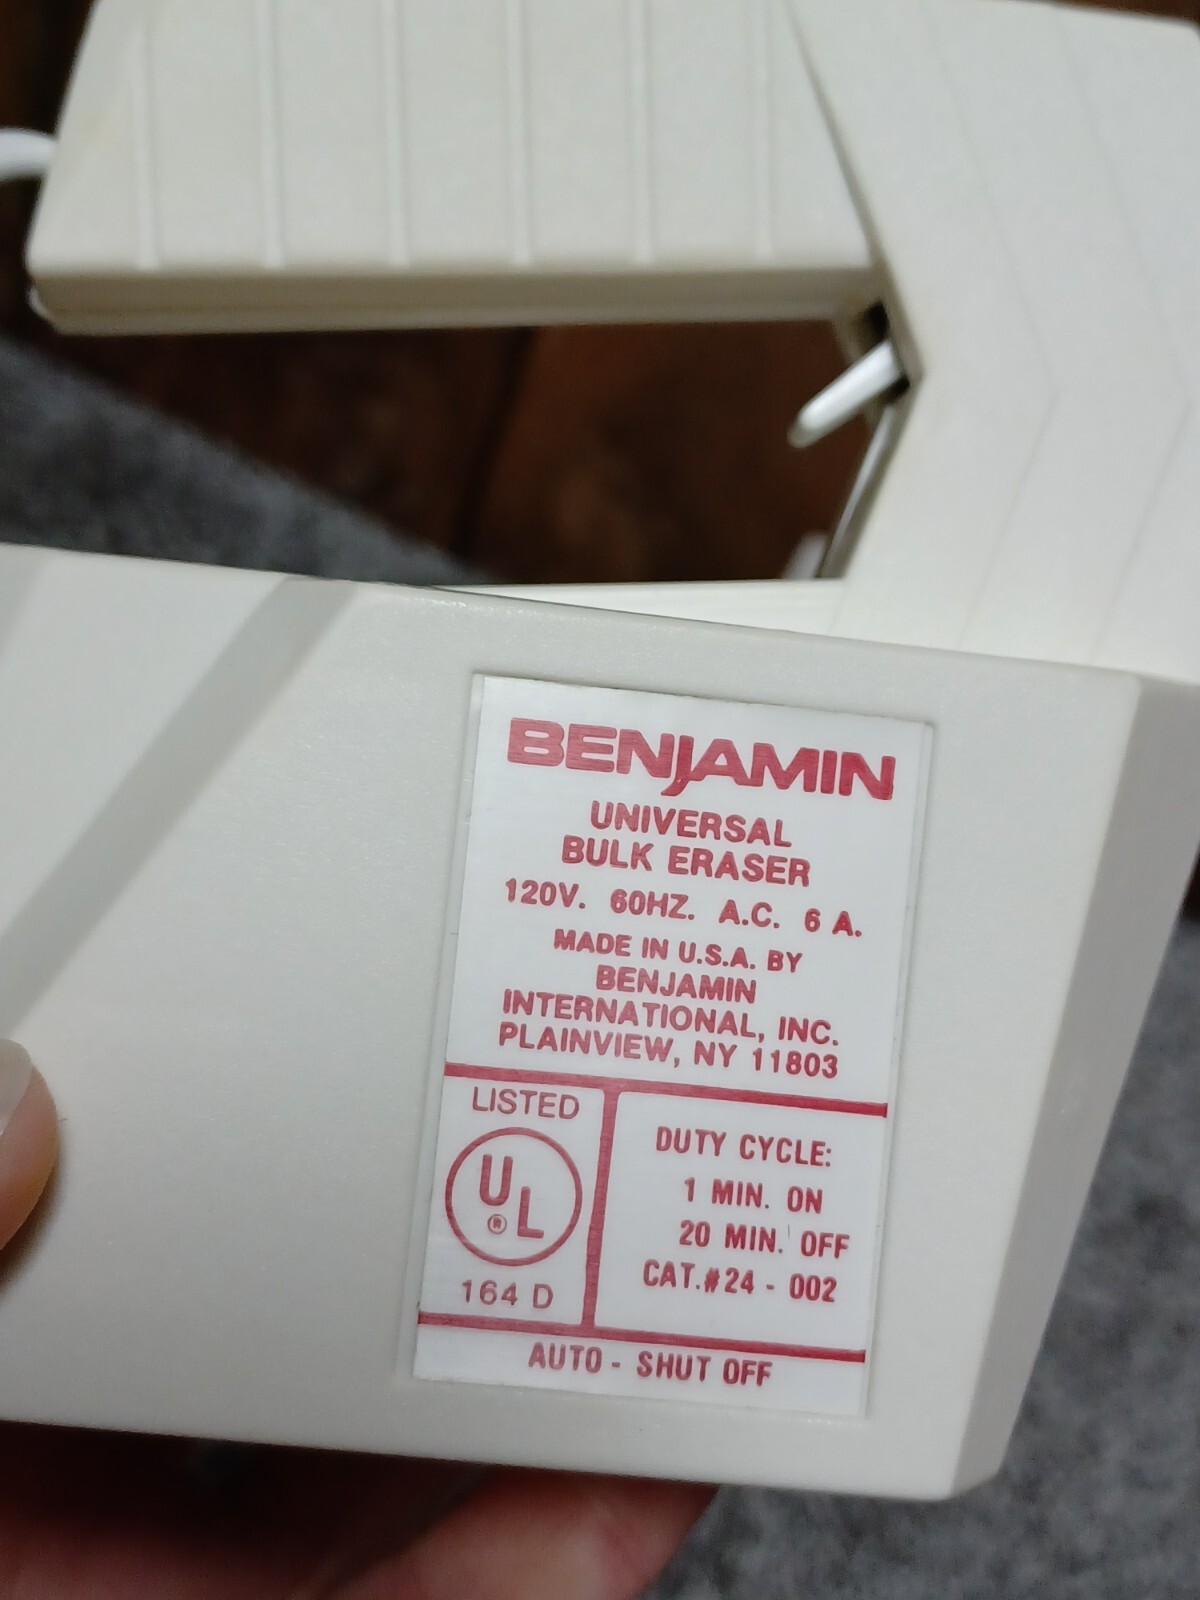 BENJAMIN
UNIVERSAL
BULK ERASER
120V. 60HZ. A.C. 6 A.
MADE IN U.S.A. BY
BENJAMIN
INTERNATIONAL, INC.
PLAINVIEW, NY 11803
LISTED
UL
®
164 D
DUTY CYCLE:
1 MIN. ON
20 MIN. OFF
CAT.#24 - 002
AUTO - SHUT OFF